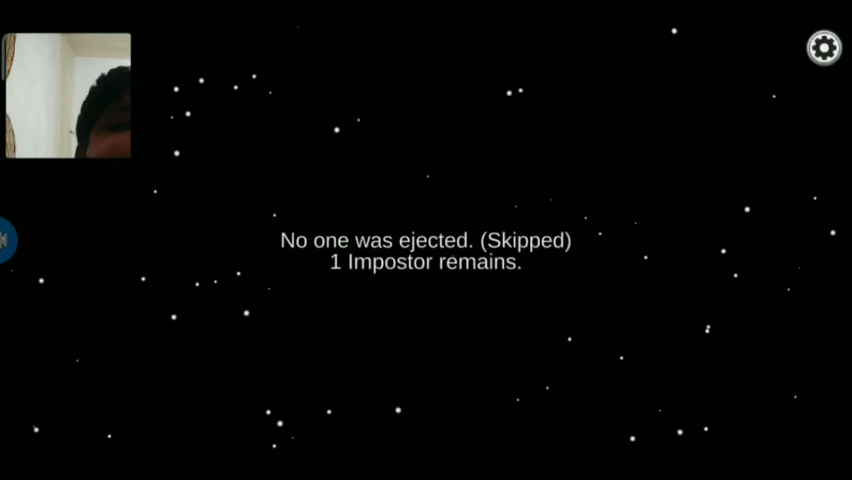 No one was ejected. (Skipped)
1 Impostor remains.